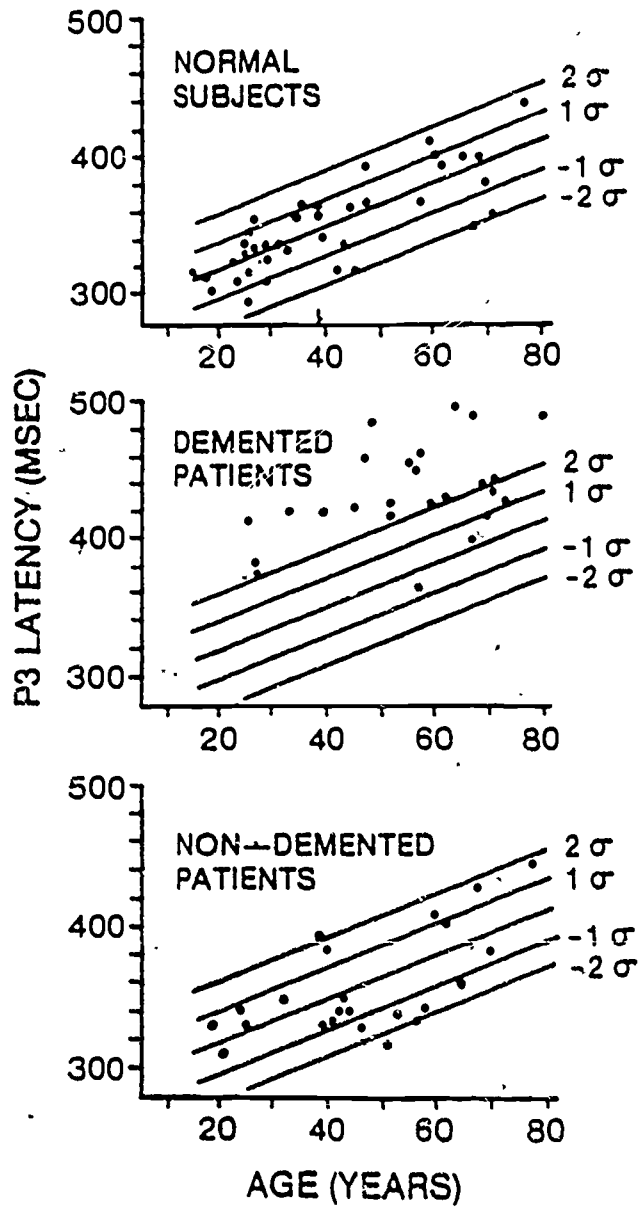 P3 LATENCY (MSEC)
500
400
300
NORMAL
SUBJECTS
2 σ
1 σ
-1 σ
-2 σ
20 40 60 80
500
400
300
DEMENTED
PATIENTS
2 σ
1 σ
-1 σ
-2 σ
20 40 60 80
500
400
300
NON-DEMENTED
PATIENTS
2 σ
1 σ
-1 σ
-2 σ
20 40 60 80
AGE (YEARS)